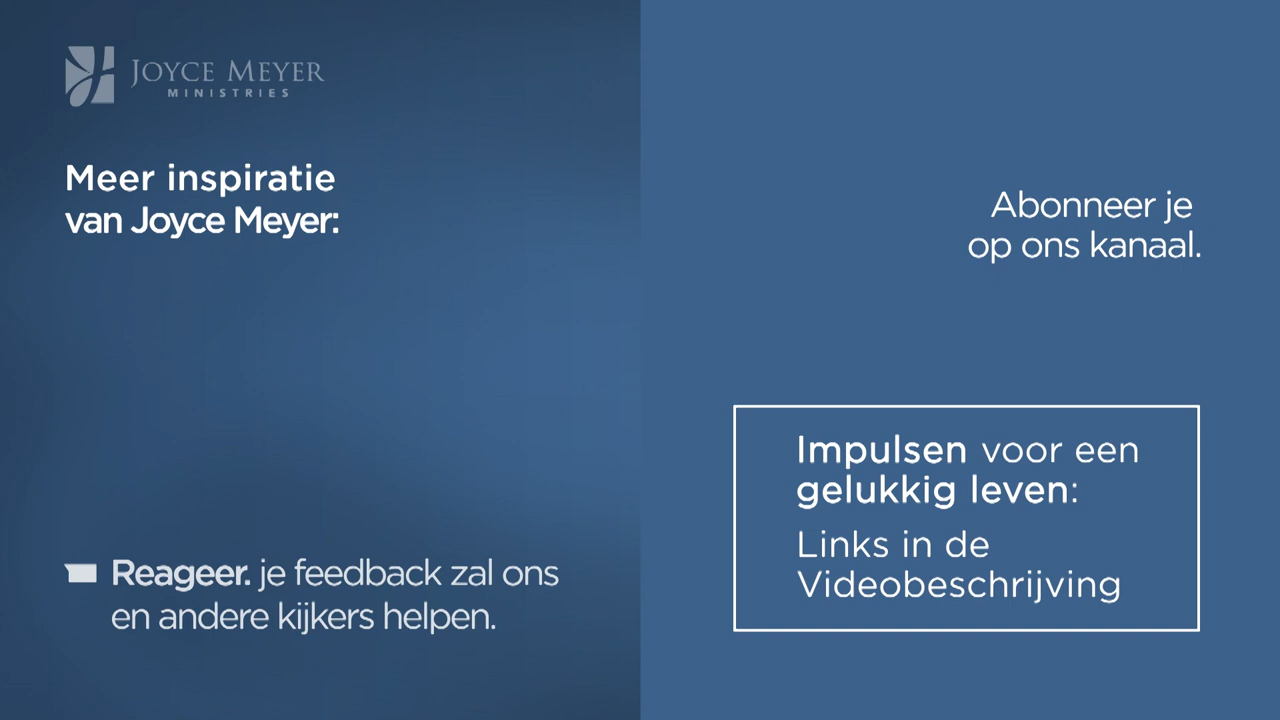 JOYCE MEYER
MINISTRIES
Meer inspiratie
van Joyce Meyer:
Abonneer je
op ons kanaal.
Impulsen voor een
gelukkig leven:
Links in de
Videobeschrijving
Reageer. je feedback zal ons
en andere kijkers helpen.